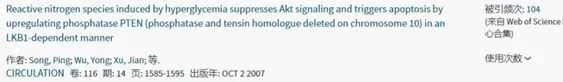 Reactive nitrogen species induced by hyperglycemia suppresses Akt signaling and triggers apoptosis by
upregulating phosphatase PTEN (phosphatase and tensin homologue deleted on chromosome 10) in an
LKB1-dependent manner
作者: Song, Ping; Wu, Yong; Xu, Jian; 等.
CIRCULATION 卷: 116 期: 14 页: 1585-1595 出版年: OCT 2 2007
被引频次: 104
(来自 Web of Science
心合集)
使用次数